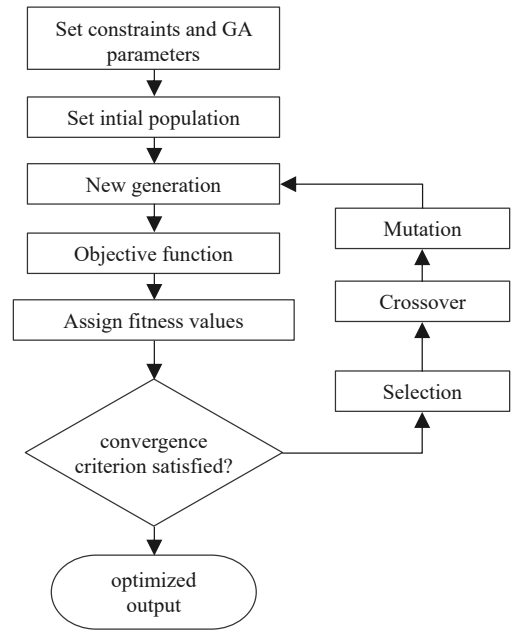 Set constraints and GA
parameters
Set intial population
New generation
Objective function
Assign fitness values
convergence
criterion satisfied?
optimized
output
Mutation
Crossover
Selection